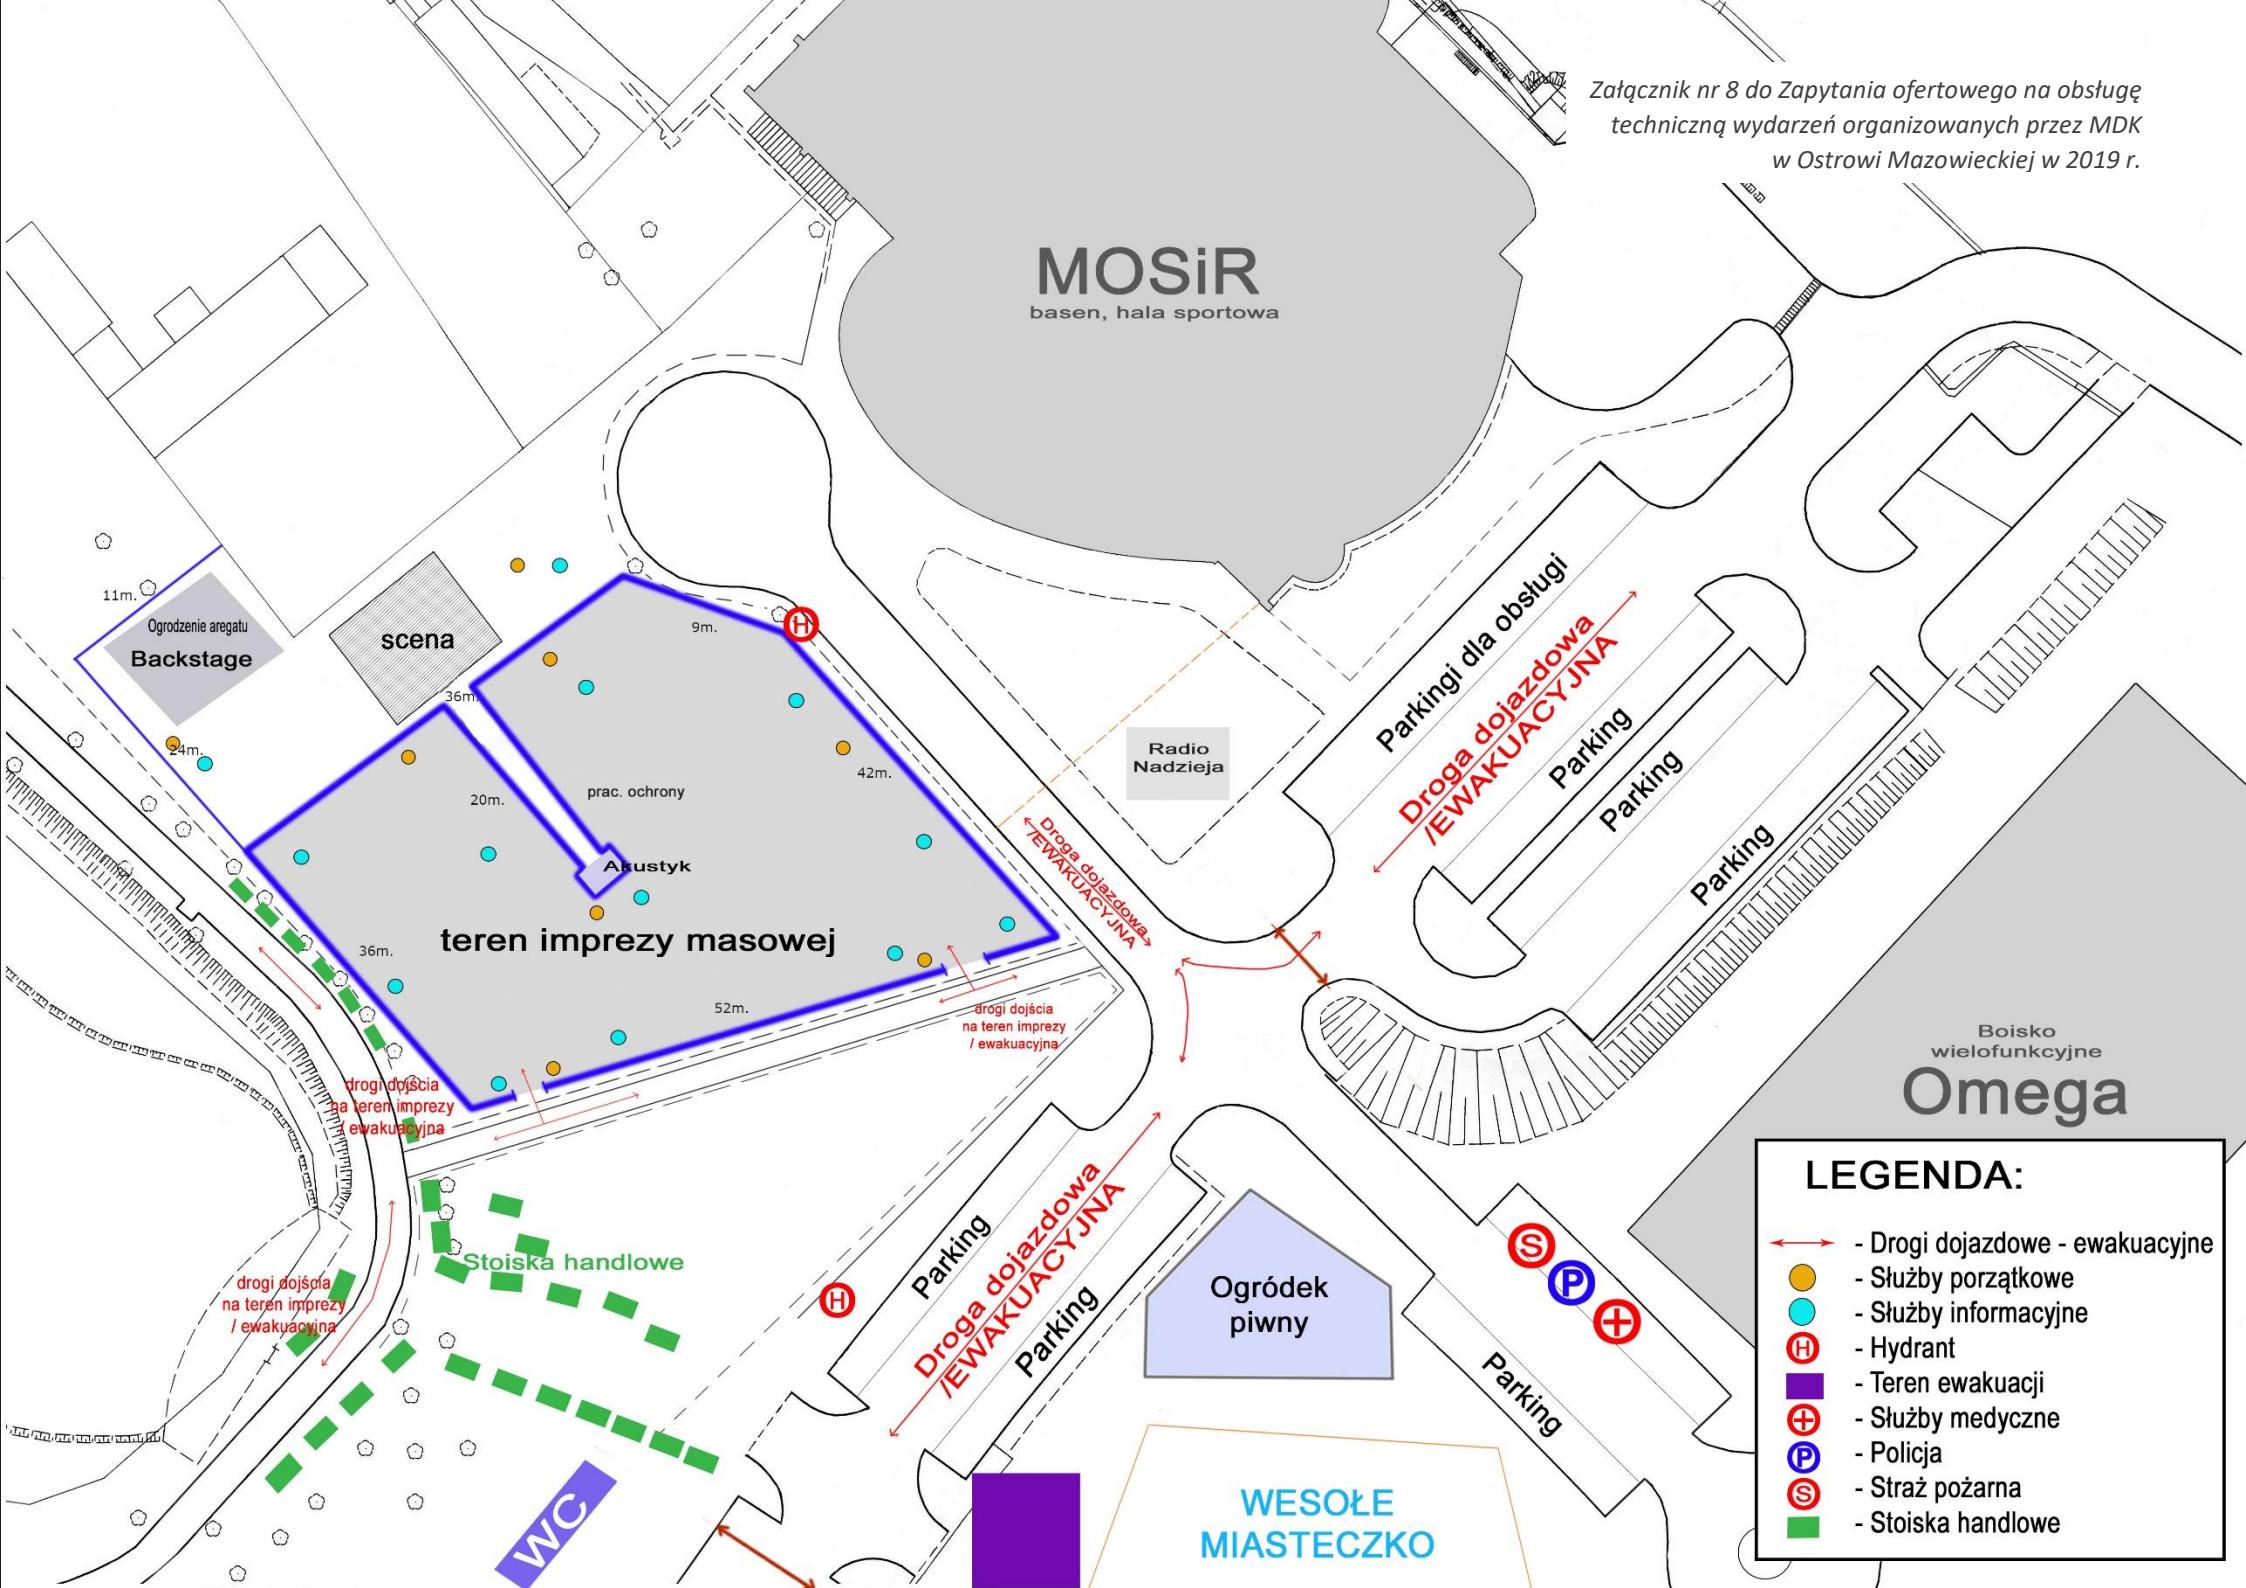 Załącznik nr 8 do Zapytania ofertowego na obsługę
techniczną wydarzeń organizowanych przez MDK
w Ostrowi Mazowieckiej w 2019 r.
MOSiR
basen, hala sportowa
11m.
Ogrodzenie aregatu
Backstage
scena
9m.
36m.
24m.
20m.
prac. ochrony
42m.
Akustyk
teren imprezy masowej
36m.
52m.
Radio
Nadzieja
Droga dojazdowa
/EWAKUACYJNA
Parkingi dla obsługi
Droga dojazdowa
/EWAKUACYJNA
Parking
Parking
Parking
drogi dojścia
na teren imprezy
/ ewakuacyjna
drogi dojścia
na teren imprezy
/ ewakuacyjna
Boisko
wielofunkcyjne
Omega
Stoiska handlowe
drogi dojścia
na teren imprezy
/ ewakuacyjna
H
H
Parking
Droga dojazdowa
/EWAKUACYJNA
Parking
Ogródek
piwny
S
P
Parking
WC
WESOŁE
MIASTECZKO
LEGENDA:
- Drogi dojazdowe - ewakuacyjne
- Służby porzątkowe
- Służby informacyjne
H - Hydrant
- Teren ewakuacji
- Służby medyczne
P - Policja
S - Straż pożarna
- Stoiska handlowe